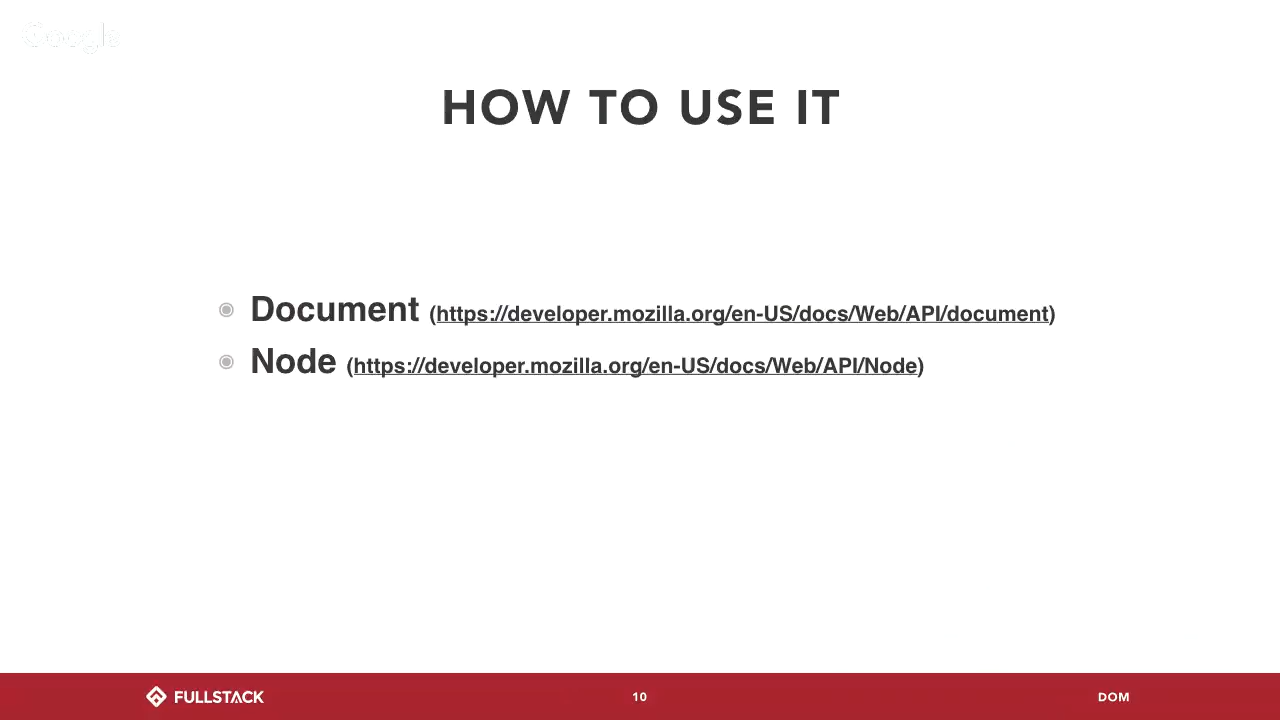 Google
HOW TO USE IT
Document (https://developer.mozilla.org/en-US/docs/Web/API/document)
Node (https://developer.mozilla.org/en-US/docs/Web/API/Node)
FULLSTACK
10
DOM